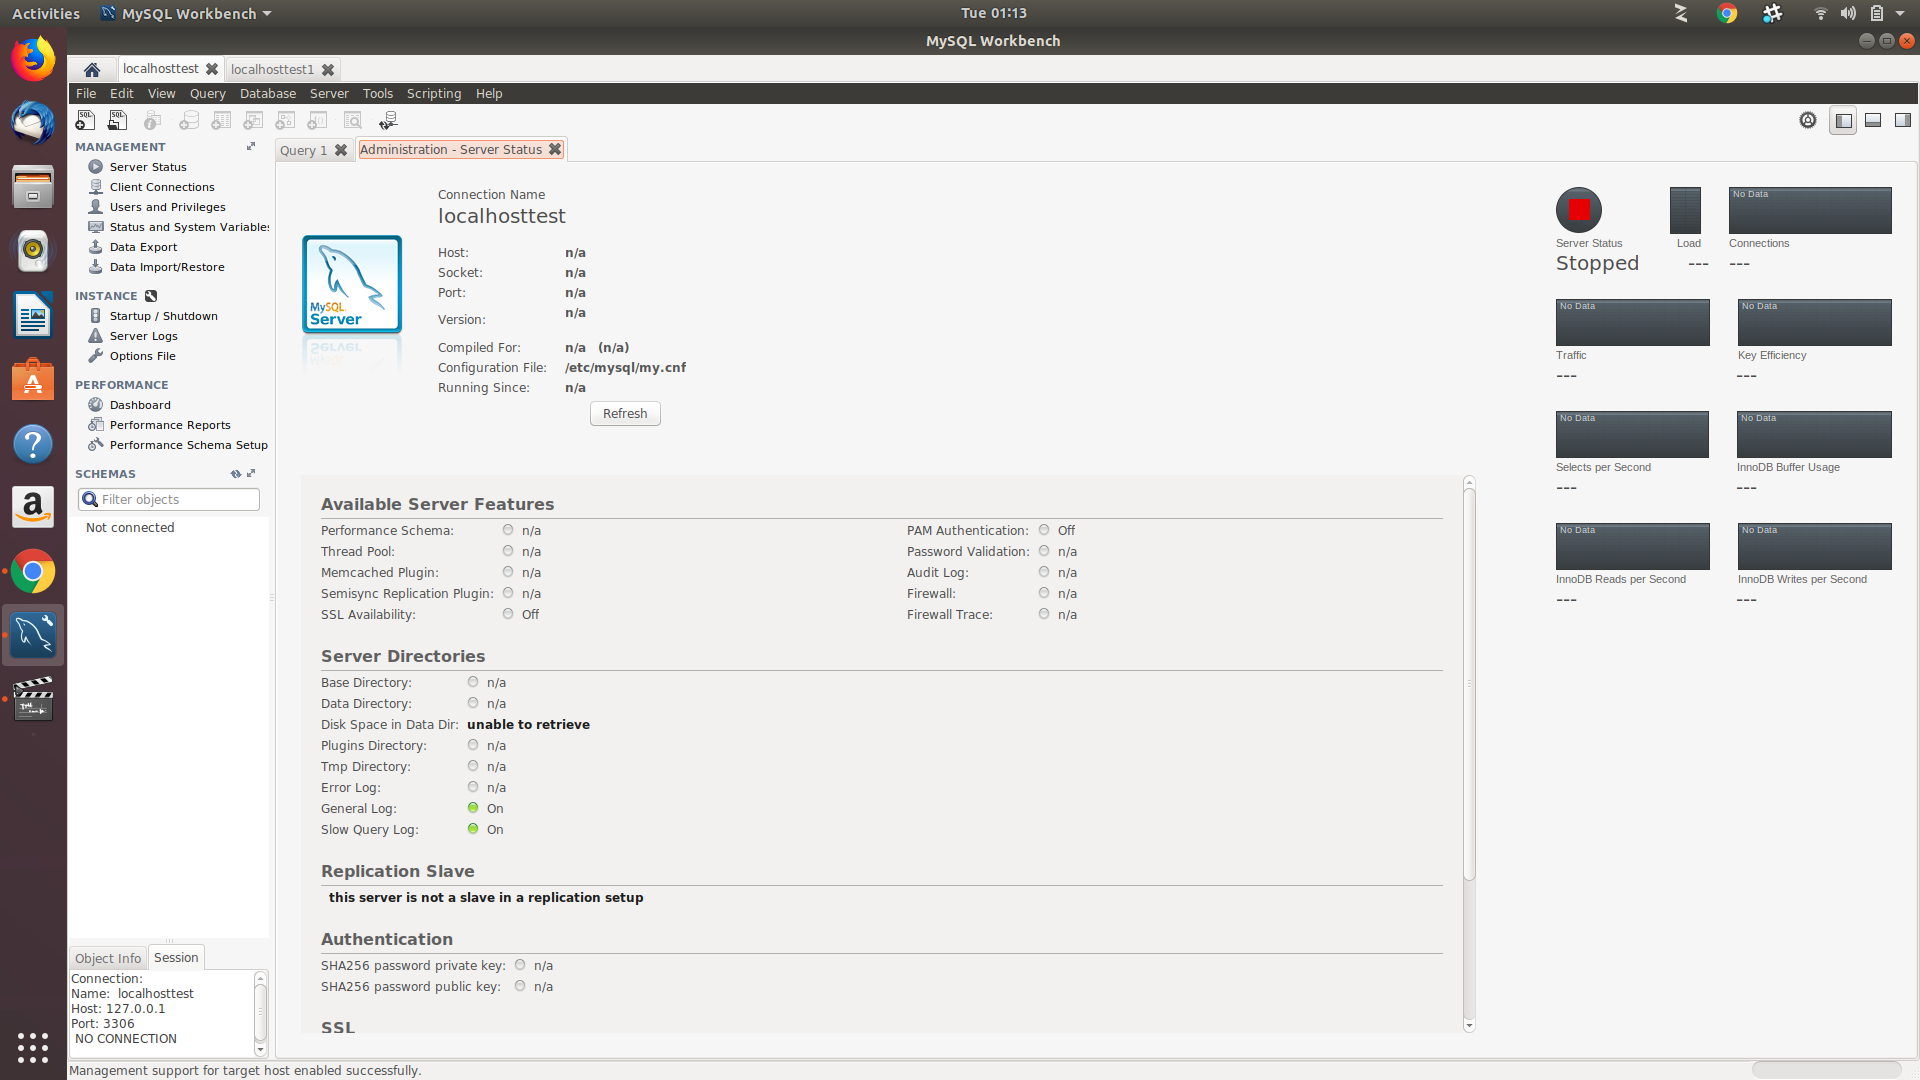 Activities
MySQL Workbench
Tue 01:13
MySQL Workbench
localhosttest
localhosttest1
File Edit View Query Database Server Tools Scripting Help
Query 1
Administration - Server Status
MANAGEMENT
Server Status
Client Connections
Users and Privileges
Status and System Variable
Data Export
Data Import/Restore
INSTANCE
Startup / Shutdown
Server Logs
Options File
PERFORMANCE
Dashboard
Performance Reports
Performance Schema Setup
SCHEMAS
Filter objects
Not connected
Object Info
Session
Connection:
Name: localhosttest
Host: 127.0.0.1
Port: 3306
NO CONNECTION
MySQL
Server
Connection Name
localhosttest
Host: n/a
Socket: n/a
Port: n/a
Version: n/a
Compiled For: n/a (n/a)
Configuration File: /etc/mysql/my.cnf
Running Since: n/a
Refresh
Available Server Features
Performance Schema: n/a
Thread Pool: n/a
Memcached Plugin: n/a
Semisync Replication Plugin: n/a
SSL Availability: Off
PAM Authentication: Off
Password Validation: n/a
Audit Log: n/a
Firewall: n/a
Firewall Trace: n/a
Server Directories
Base Directory: n/a
Data Directory: n/a
Disk Space in Data Dir: unable to retrieve
Plugins Directory: n/a
Tmp Directory: n/a
Error Log: n/a
General Log: On
Slow Query Log: On
Replication Slave
this server is not a slave in a replication setup
Authentication
SHA256 password private key: n/a
SHA256 password public key: n/a
SSL
Server Status
Stopped
Load
---
No Data
Connections
---
No Data
Traffic
---
No Data
Key Efficiency
---
No Data
Selects per Second
---
No Data
InnoDB Buffer Usage
---
No Data
InnoDB Reads per Second
---
No Data
InnoDB Writes per Second
---
Management support for target host enabled successfully.